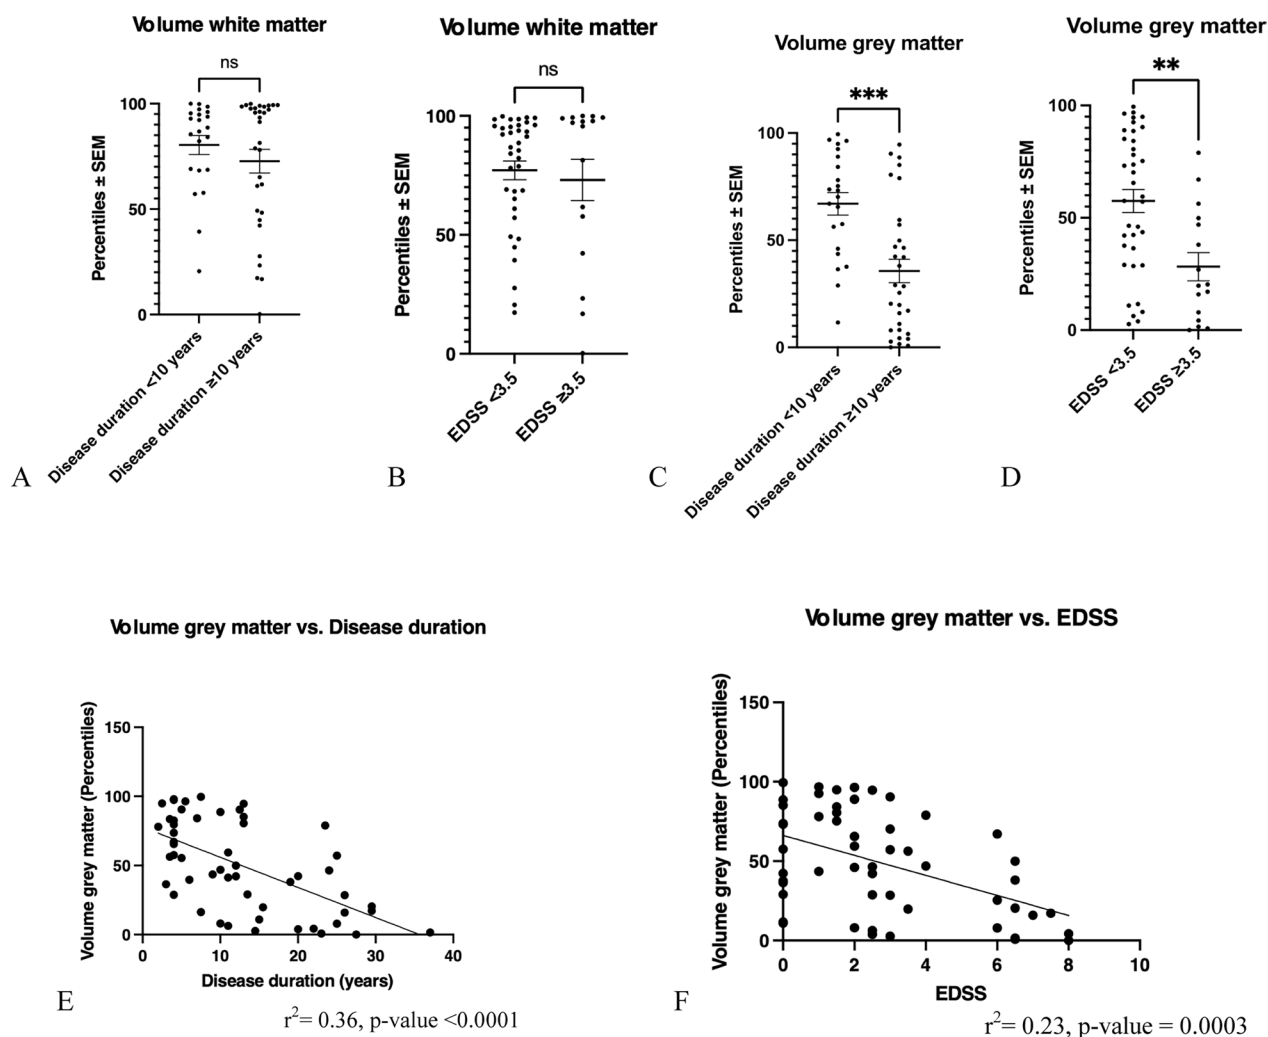 Volume white matter
ns
100
50
0
Percentiles ± SEM
Disease duration <10 years
Disease duration ≥10 years
A
Volume white matter
ns
100
50
0
Percentiles ± SEM
EDSS <3.5
EDSS ≥3.5
B
Volume grey matter
***
100
50
0
Percentiles ± SEM
Disease duration <10 years
Disease duration ≥10 years
C
Volume grey matter
**
100
50
0
Percentiles ± SEM
EDSS <3.5
EDSS ≥3.5
D
Volume grey matter vs. Disease duration
Volume grey matter (Percentiles)
150
100
50
0
0 10 20 30 40
Disease duration (years)
E
r²= 0.36, p-value <0.0001
Volume grey matter vs. EDSS
Volume grey matter (Percentiles)
150
100
50
0
0 2 4 6 8 10
EDSS
F
r²= 0.23, p-value = 0.0003